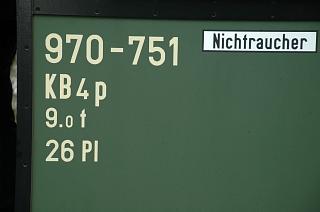 970-751
Nichtraucher
KB4p
9.0 t
26 Pl